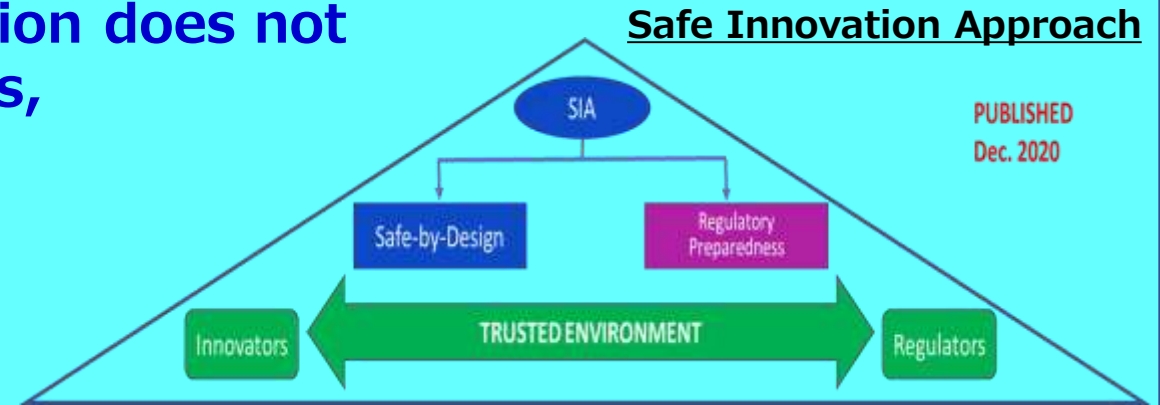 ion does not
s,
Safe Innovation Approach
PUBLISHED
Dec. 2020
SIA
Safe-by-Design
Regulatory
Preparedness
Innovators
TRUSTED ENVIRONMENT
Regulators